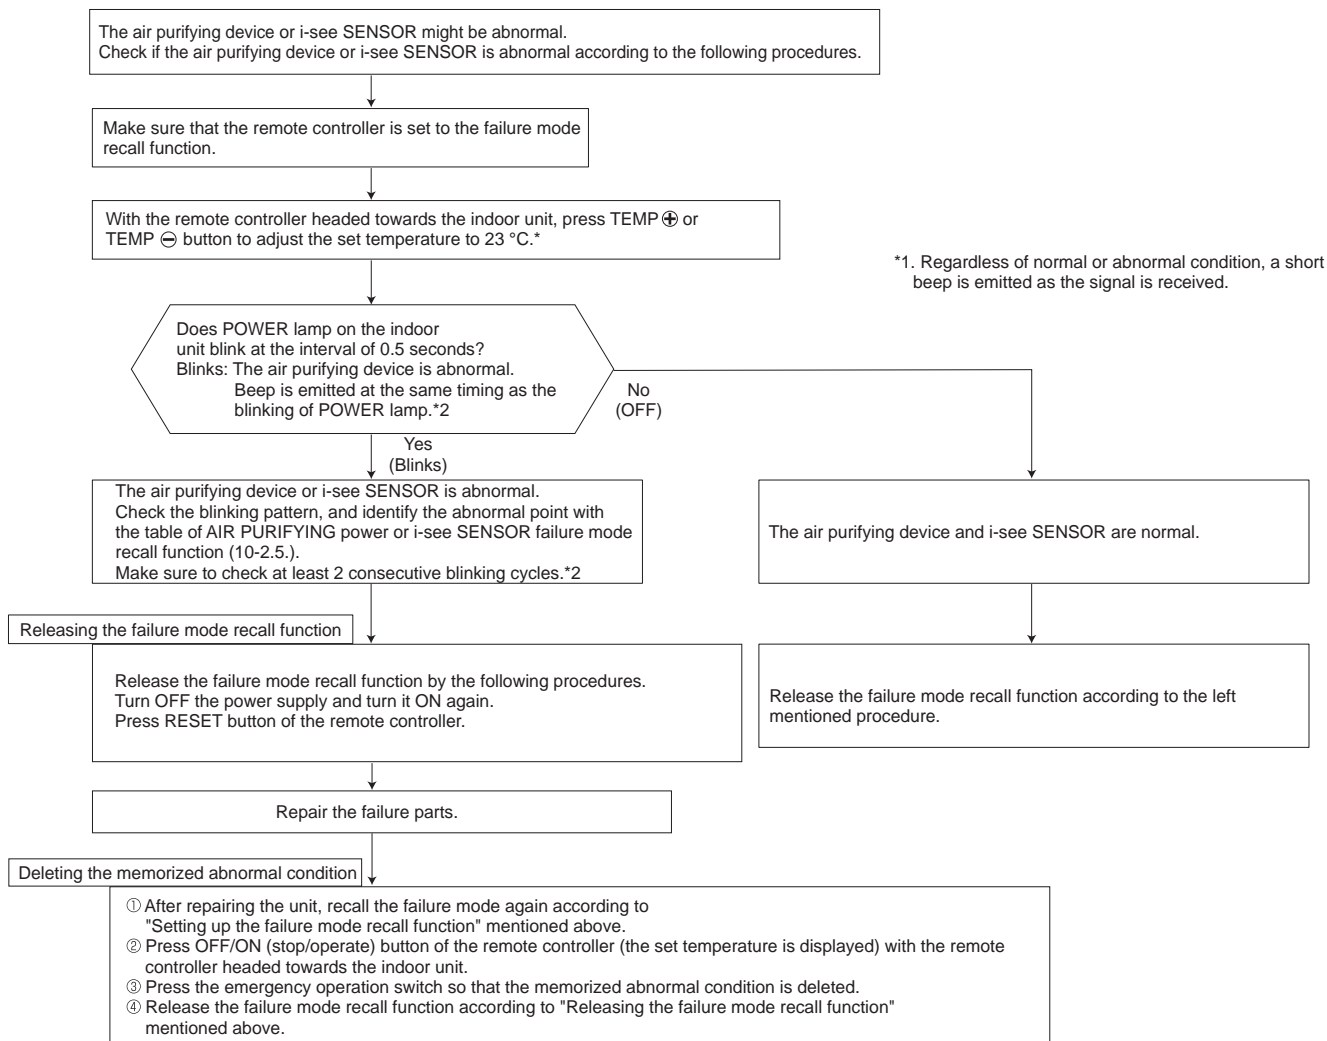 The air purifying device or i-see SENSOR might be abnormal.
Check if the air purifying device or i-see SENSOR is abnormal according to the following procedures.
Make sure that the remote controller is set to the failure mode
recall function.
With the remote controller headed towards the indoor unit, press TEMP ⊕ or
TEMP ⊖ button to adjust the set temperature to 23 °C.*
*1. Regardless of normal or abnormal condition, a short
beep is emitted as the signal is received.
Does POWER lamp on the indoor
unit blink at the interval of 0.5 seconds?
Blinks: The air purifying device is abnormal.
Beep is emitted at the same timing as the
blinking of POWER lamp.*2
No
(OFF)
Yes
(Blinks)
The air purifying device or i-see SENSOR is abnormal.
Check the blinking pattern, and identify the abnormal point with
the table of AIR PURIFYING power or i-see SENSOR failure mode
recall function (10-2.5.).
Make sure to check at least 2 consecutive blinking cycles.*2
The air purifying device and i-see SENSOR are normal.
Releasing the failure mode recall function
Release the failure mode recall function by the following procedures.
Turn OFF the power supply and turn it ON again.
Press RESET button of the remote controller.
Release the failure mode recall function according to the left
mentioned procedure.
Repair the failure parts.
Deleting the memorized abnormal condition
① After repairing the unit, recall the failure mode again according to
"Setting up the failure mode recall function" mentioned above.
② Press OFF/ON (stop/operate) button of the remote controller (the set temperature is displayed) with the remote
controller headed towards the indoor unit.
③ Press the emergency operation switch so that the memorized abnormal condition is deleted.
④ Release the failure mode recall function according to "Releasing the failure mode recall function"
mentioned above.